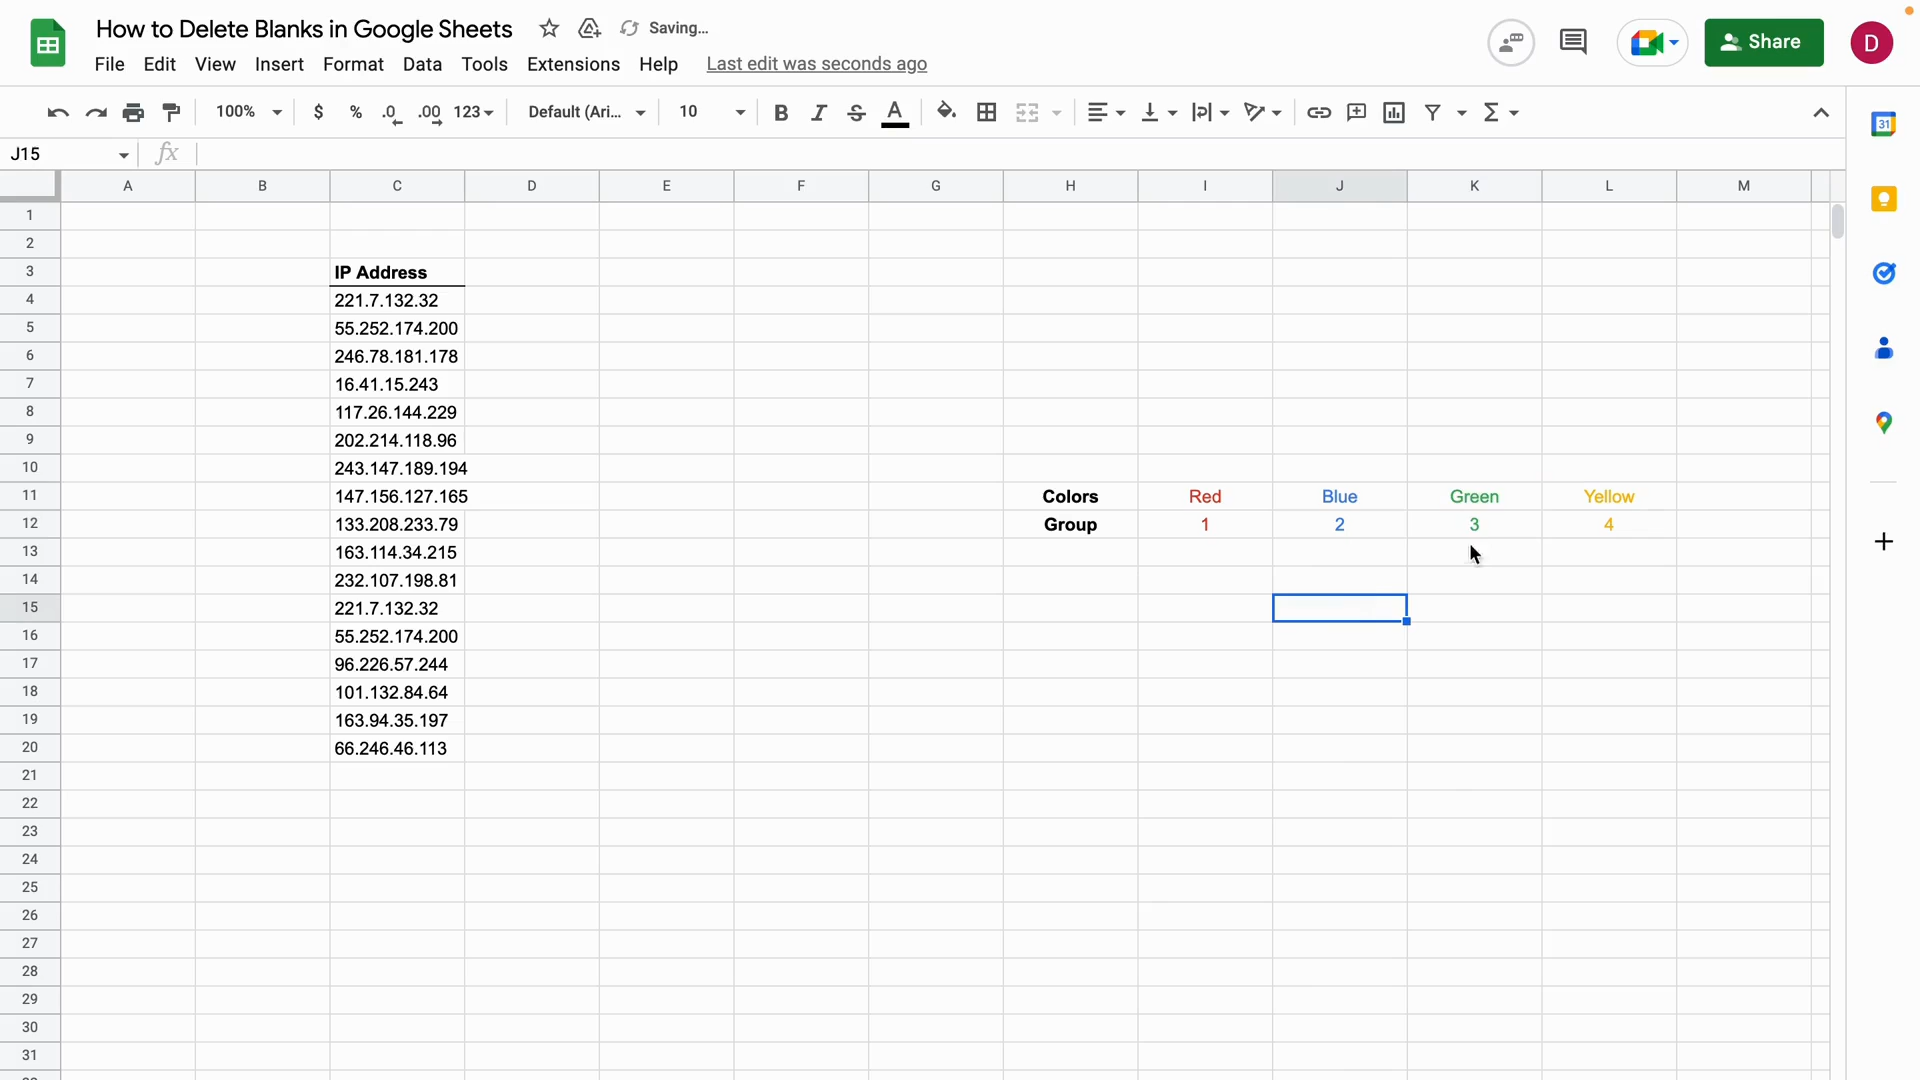 How to Delete Blanks in Google Sheets Saving...
File Edit View Insert Format Data Tools Extensions Help Last edit was seconds ago
Share
D
100% $ % .0 .00 123 Default (Ari... 10 B I S A
31
J15 fx
A B C D E F G H I J K L M
1
2
3 IP Address
4 221.7.132.32
5 55.252.174.200
6 246.78.181.178
7 16.41.15.243
8 117.26.144.229
9 202.214.118.96
10 243.147.189.194
11 147.156.127.165 Colors Red Blue Green Yellow
12 133.208.233.79 Group 1 2 3 4
13 163.114.34.215
14 232.107.198.81
15 221.7.132.32
16 55.252.174.200
17 96.226.57.244
18 101.132.84.64
19 163.94.35.197
20 66.246.46.113
21
22
23
24
25
26
27
28
29
30
31